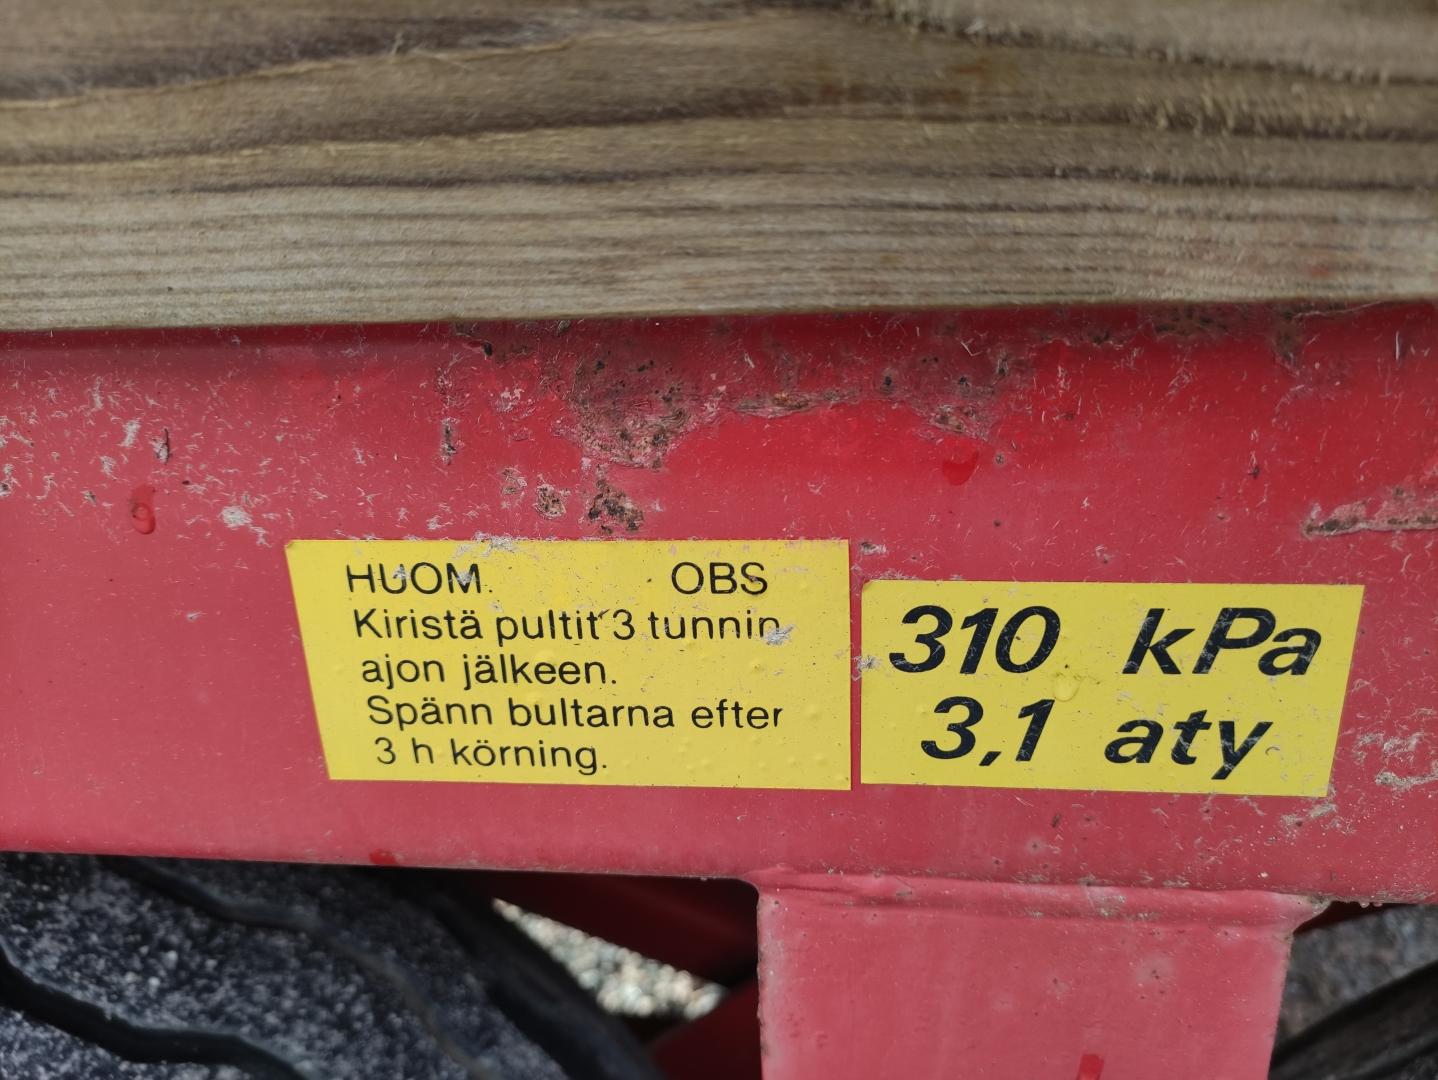 HUOM. OBS
Kiristä pultit 3 tunnin
ajon jälkeen.
Spänn bultarna efter
3 h körning.
310 kPa
3,1 aty